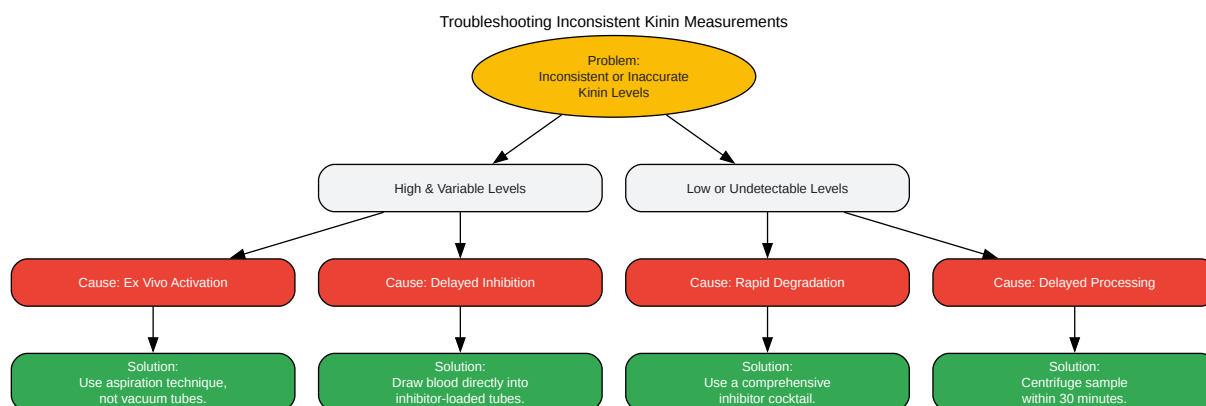 Troubleshooting Inconsistent Kinin Measurements
Problem:
Inconsistent or Inaccurate
Kinin Levels
High & Variable Levels
Low or Undetectable Levels
Cause: Ex Vivo Activation
Cause: Delayed Inhibition
Cause: Rapid Degradation
Cause: Delayed Processing
Solution:
Use aspiration technique,
not vacuum tubes.
Solution:
Draw blood directly into
inhibitor-loaded tubes.
Solution:
Use a comprehensive
inhibitor cocktail.
Solution:
Centrifuge sample
within 30 minutes.